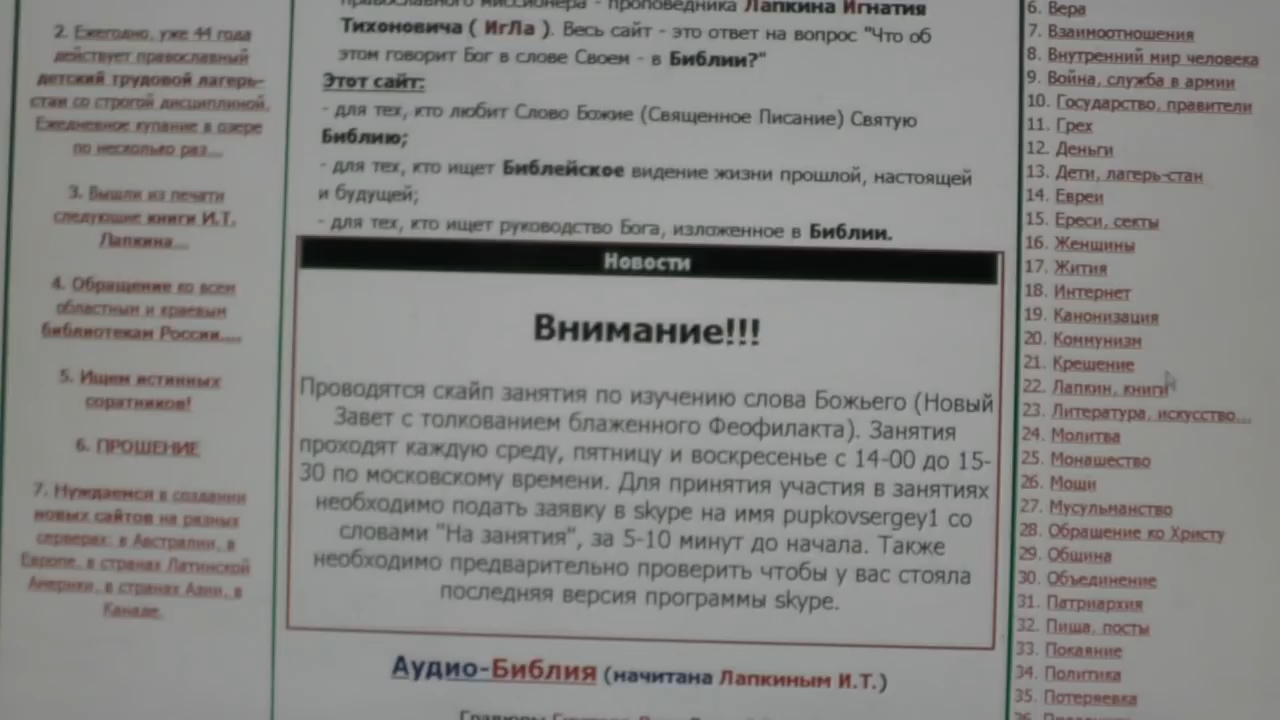 2. Ежегодно, уже 44 года
действует православный
детский трудовой лагерь-
стан со строгой дисциплиной.
Ежедневное купание в озере
по несколько раз...
3. Вышли из печати
следующие книги И.Т.
Лапкина...
4. Обращение ко всем
областным и краевым
библиотекам России....
5. Ищем истинных
соратников!
6. ПРОШЕНИЕ
7. Нуждаемся в создании
новых сайтов на разных
серверах: в Австралии, в
Европе, в странах Латинской
Америки, в странах Азии, в
Канаде.
православного миссионера - проповедника Лапкина Игнатия
Тихоновича ( ИгЛа ). Весь сайт - это ответ на вопрос "Что об
этом говорит Бог в слове Своем - в Библии?"
Этот сайт:
- для тех, кто любит Слово Божие (Священное Писание) Святую
Библию;
- для тех, кто ищет Библейское видение жизни прошлой, настоящей
и будущей;
- для тех, кто ищет руководство Бога, изложенное в Библии.
Новости
Внимание!!!
Проводятся скайп занятия по изучению слова Божьего (Новый
Завет с толкованием блаженного Феофилакта). Занятия
проходят каждую среду, пятницу и воскресенье с 14-00 до 15-
30 по московскому времени. Для принятия участия в занятиях
необходимо подать заявку в skype на имя pupkovsergey1 со
словами "На занятия", за 5-10 минут до начала. Также
необходимо предварительно проверить чтобы у вас стояла
последняя версия программы skype.
Аудио-Библия (начитана Лапкиным И.Т.)
6. Вера
7. Взаимоотношения
8. Внутренний мир человека
9. Война, служба в армии
10. Государство, правители
11. Грех
12. Деньги
13. Дети, лагерь-стан
14. Евреи
15. Ереси, секты
16. Женщины
17. Жития
18. Интернет
19. Канонизация
20. Коммунизм
21. Крещение
22. Лапкин, книги
23. Литература, искусство...
24. Молитва
25. Монашество
26. Мощи
27. Мусульманство
28. Обращение ко Христу
29. Община
30. Объединение
31. Патриархия
32. Пища, посты
33. Покаяние
34. Политика
35. Потеряевка